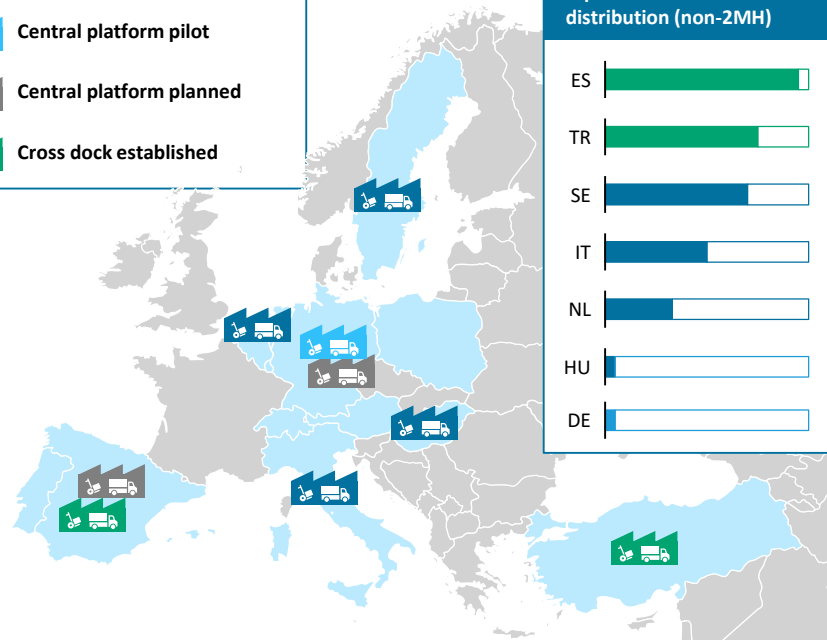 Central platform pilot
Central platform planned
Cross dock established
distribution (non-2MH)
ES
TR
SE
IT
NL
HU
DE